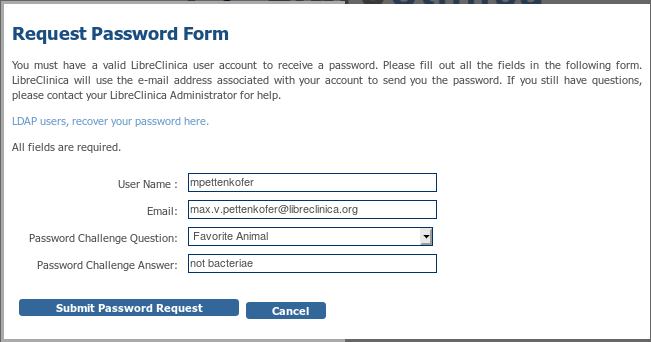 Request Password Form
You must have a valid LibreClinica user account to receive a password. Please fill out all the fields in the following form.
LibreClinica will use the e-mail address associated with your account to send you the password. If you still have questions,
please contact your LibreClinica Administrator for help.
LDAP users, recover your password here.
All fields are required.
User Name : mpettenkofer
Email: max.v.pettenkofer@libreclinica.org
Password Challenge Question: Favorite Animal
Password Challenge Answer: not bacteriae
Submit Password Request Cancel